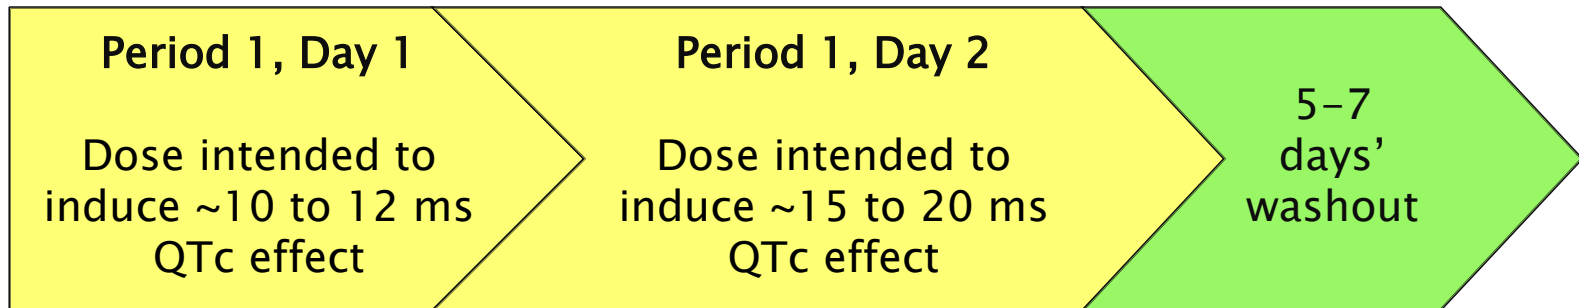 Period 1, Day 1
Dose intended to
induce ~10 to 12 ms
QTc effect
Period 1, Day 2
Dose intended to
induce ~15 to 20 ms
QTc effect
5–7
days’
washout